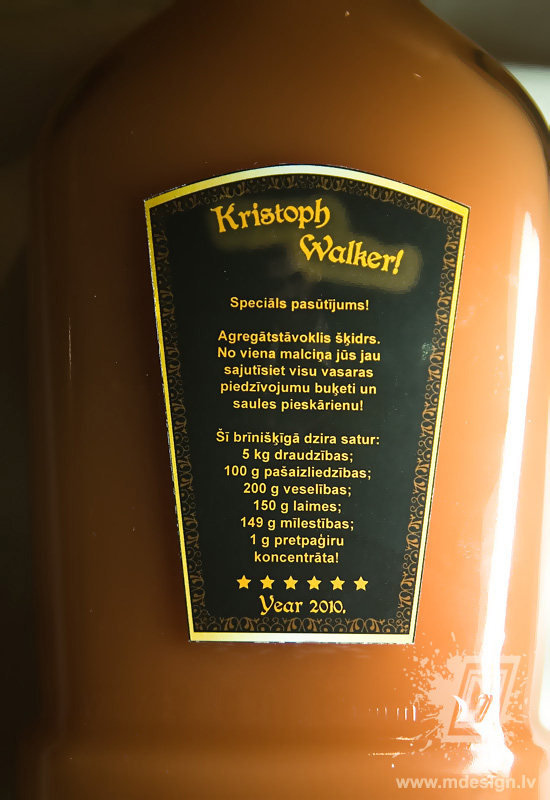 Kristoph
Walker!
Speciāls pasūtījums!
Agregātstāvoklis šķidrs.
No viena malciņa jūs jau
sajutīsiet visu vasaras
piedzīvojumu buķeti un
saules pieskārienu!
Šī brīnišķīgā dzira satur:
5 kg draudzības;
100 g pašaizliedzības;
200 g veselības;
150 g laimes;
149 g mīlestības;
1 g pretpaģiru
koncentrāta!
Year 2010.
www.mdesign.lv